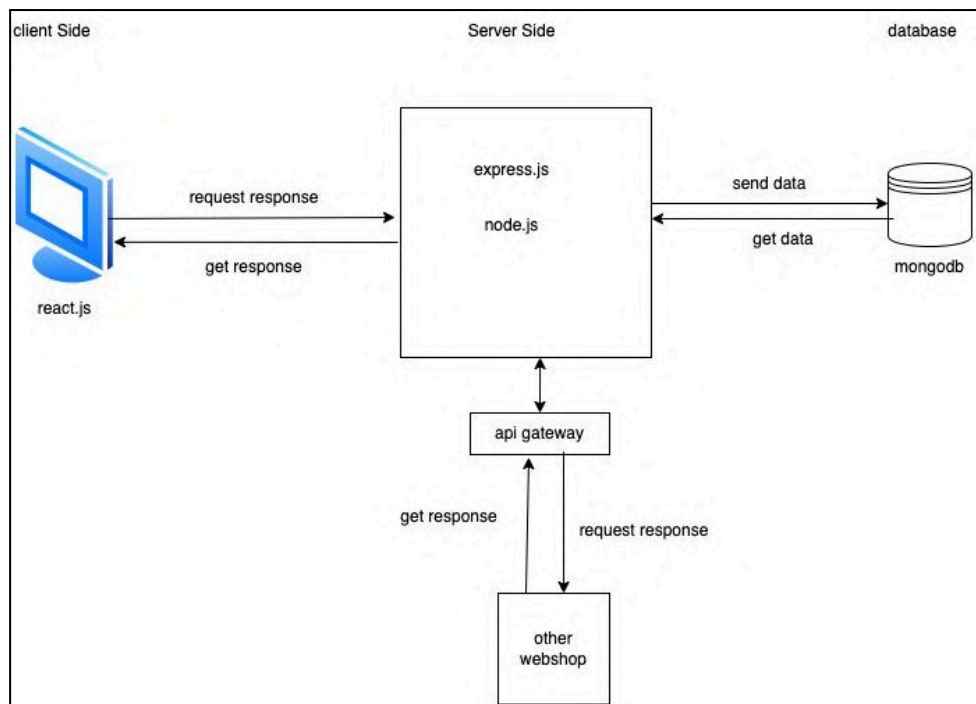 client Side
Server Side
database
express.js
node.js
request response
get response
react.js
send data
get data
mongodb
api gateway
get response
request response
other
webshop